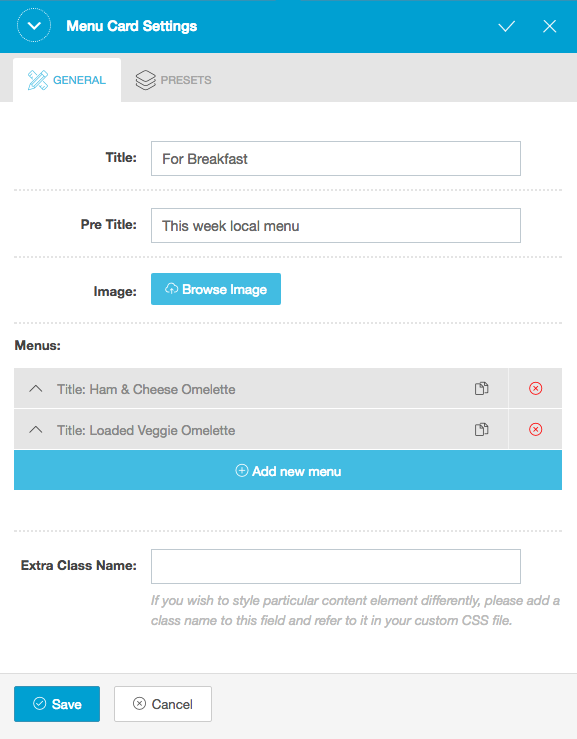 Menu Card Settings
GENERAL
PRESETS
Title:
For Breakfast
Pre Title:
This week local menu
Image:
Browse Image
Menus:
Title: Ham & Cheese Omelette
Title: Loaded Veggie Omelette
Add new menu
Extra Class Name:
If you wish to style particular content element differently, please add a
class name to this field and refer to it in your custom CSS file.
Save
Cancel